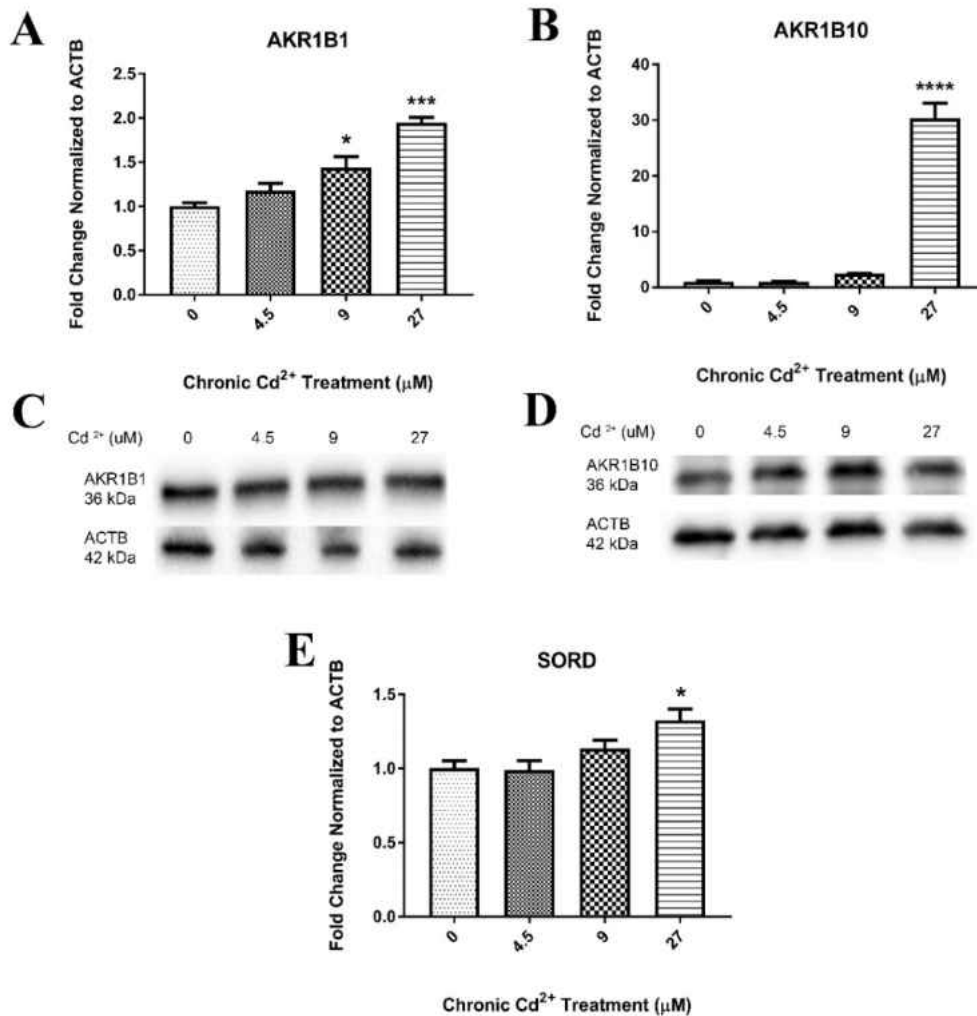 A
AKR1B1
Fold Change Normalized to ACTB
2.5
2.0
1.5
1.0
0.5
0.0
***
*
0
4.5
9
27
Chronic Cd²⁺ Treatment (μM)
B
AKR1B10
Fold Change Normalized to ACTB
40
30
20
10
0
****
0
4.5
9
27
Chronic Cd²⁺ Treatment (μM)
C
Cd ²⁺ (uM) 0 4.5 9 27
AKR1B1
36 kDa
ACTB
42 kDa
D
Cd ²⁺ (uM) 0 4.5 9 27
AKR1B10
36 kDa
ACTB
42 kDa
E
SORD
Fold Change Normalized to ACTB
1.5
1.0
0.5
0.0
*
0
4.5
9
27
Chronic Cd²⁺ Treatment (μM)